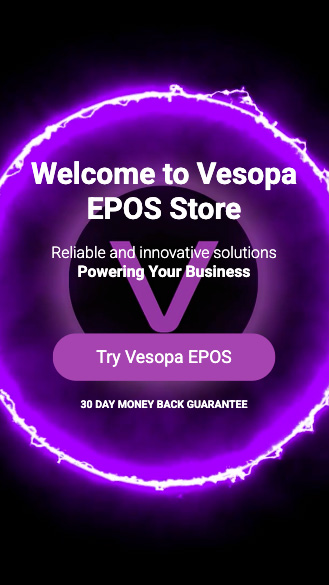 Welcome to Vesopa
EPOS Store
Reliable and innovative solutions
Powering Your Business
Try Vesopa EPOS
30 DAY MONEY BACK GUARANTEE